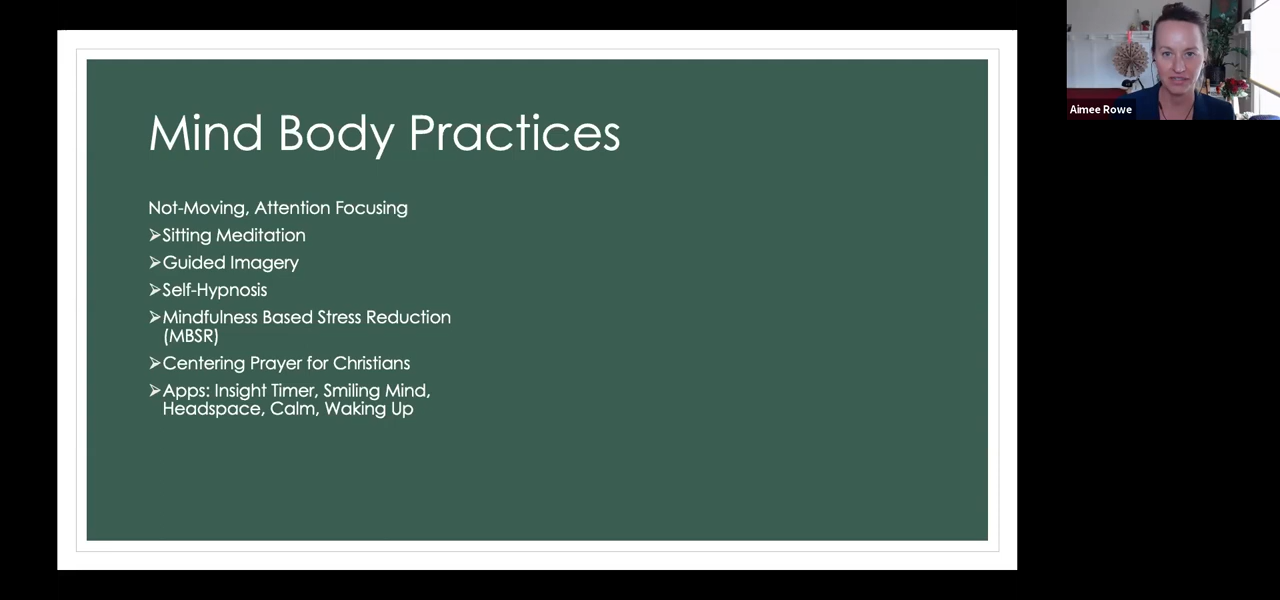 Mind Body Practices
Not-Moving, Attention Focusing
➢Sitting Meditation
➢Guided Imagery
➢Self-Hypnosis
➢Mindfulness Based Stress Reduction
(MBSR)
➢Centering Prayer for Christians
➢Apps: Insight Timer, Smiling Mind,
Headspace, Calm, Waking Up
Aimee Rowe